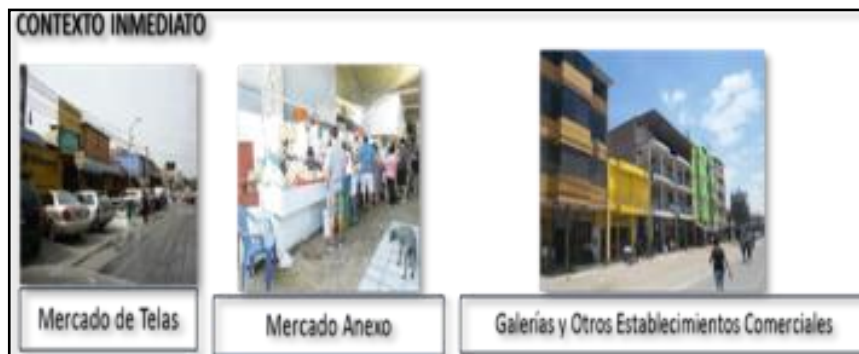 CONTEXTO INMEDIATO
Mercado de Telas
Mercado Anexo
Galerías y Otros Establecimientos Comerciales